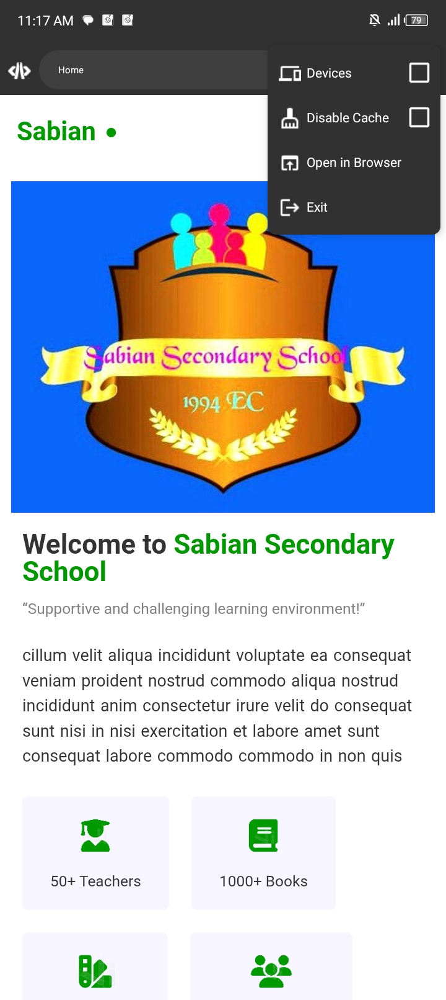 11:17 AM
79
Home
Devices
Disable Cache
Open in Browser
Exit
Sabian
Sabian Secondary School
1994 EC
Welcome to Sabian Secondary
School
“Supportive and challenging learning environment!”
cillum velit aliqua incididunt voluptate ea consequat
veniam proident nostrud commodo aliqua nostrud
incididunt anim consectetur irure velit do consequat
sunt nisi in nisi exercitation et labore amet sunt
consequat labore commodo commodo in non quis
50+ Teachers
1000+ Books